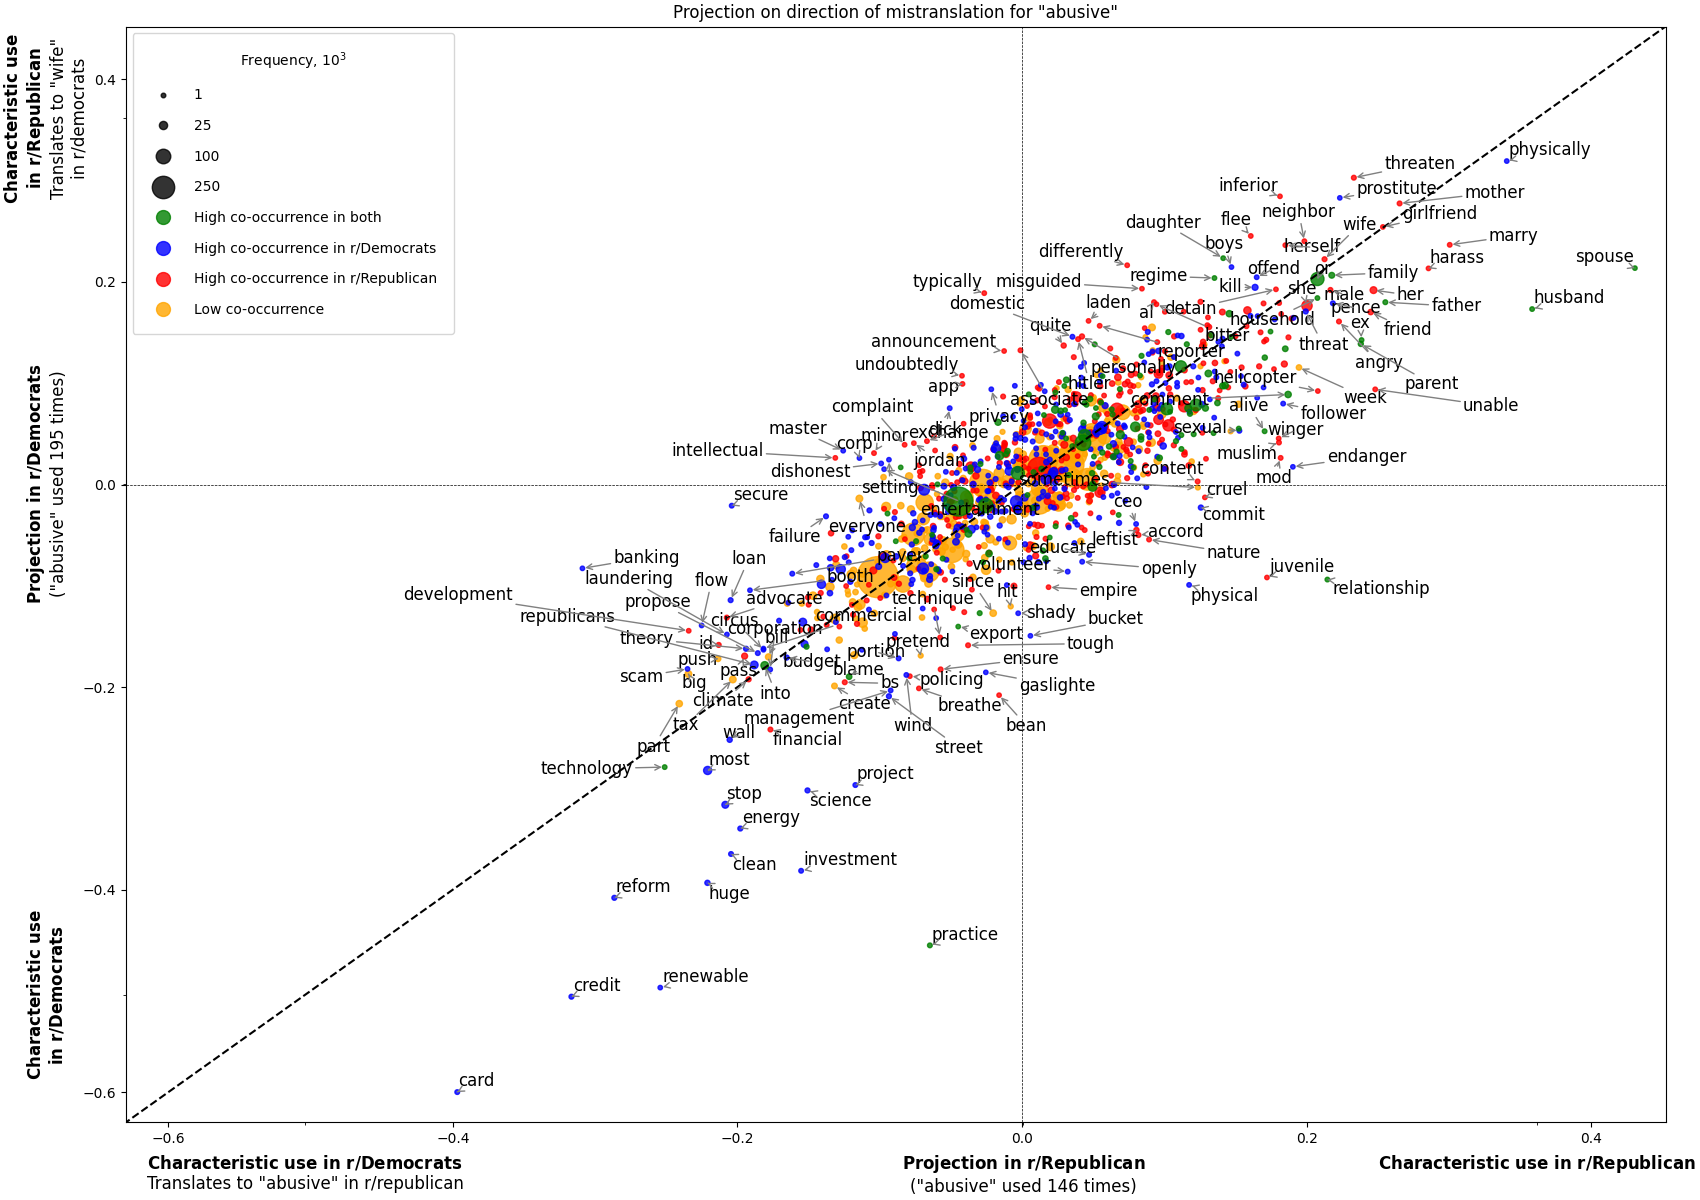 Projection on direction of mistranslation for "abusive"
Characteristic use
in r/Republican
Translates to "wife"
in r/democrats
Projection in r/Democrats
("abusive" used 195 times)
Characteristic use
in r/Democrats
0.4
0.2
0.0
−0.2
−0.4
−0.6
Frequency, 10³
1
25
100
250
High co-occurrence in both
High co-occurrence in r/Democrats
High co-occurrence in r/Republican
Low co-occurrence
physically
threaten
inferior
prostitute
mother
neighbor
girlfriend
daughter
flee
wife
boys
herself
marry
differently
offend
or
harass
spouse
typically
misguided
regime
kill
family
domestic
laden
al
detain
she
male
her
father
husband
quite
household
pence
ex
friend
announcement
bitter
threat
undoubtedly
reporter
angry
app
personally
hitler
helicopter
parent
complaint
associate
comment
week
unable
master
privacy
alive
follower
minor
exchange
dick
corp
sexual
winger
intellectual
jordan
muslim
endanger
dishonest
content
mod
setting
sometimes
cruel
secure
entertainment
ceo
commit
failure
everyone
leftist
accord
nature
banking
loan
payer
educate
juvenile
laundering
flow
booth
volunteer
openly
relationship
development
since
hit
empire
physical
propose
advocate
technique
shady
republicans
circus
commercial
bucket
theory
corporation
export
id
bill
pretend
tough
push
pass
budget
portion
ensure
scam
big
blame
policing
gaslighte
into
bs
climate
create
breathe
tax
management
wind
bean
wall
financial
street
part
technology
most
project
stop
science
energy
clean
investment
reform
huge
practice
credit
renewable
card
−0.6
−0.4
−0.2
0.0
0.2
0.4
Characteristic use in r/Democrats
Translates to "abusive" in r/republican
Projection in r/Republican
("abusive" used 146 times)
Characteristic use in r/Republican